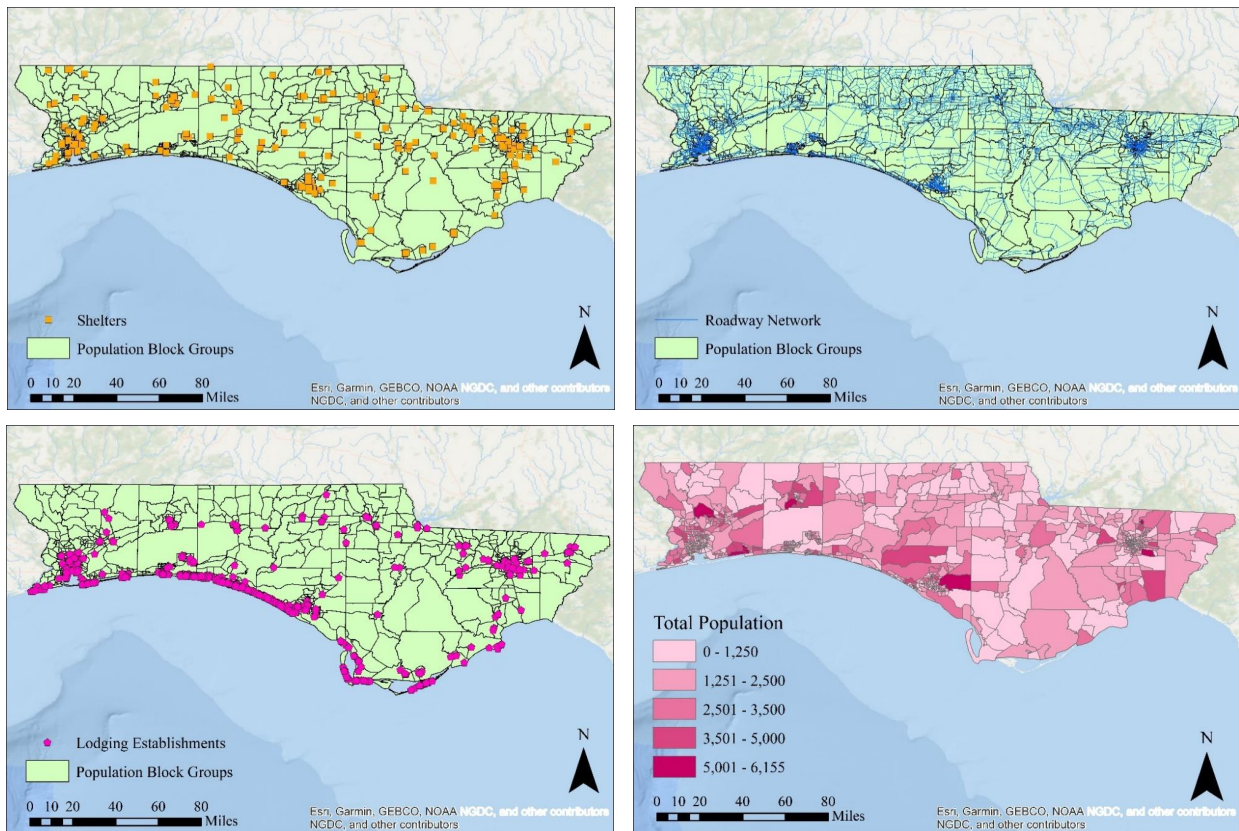 N
Shelters
Population Block Groups
0 10 20 40 60 80
Miles
Esri, Garmin, GEBCO, NOAA NGDC, and other contributors
NGDC, and other contributors
N
Roadway Network
Population Block Groups
0 10 20 40 60 80
Miles
Esri, Garmin, GEBCO, NOAA NGDC, and other contributors
NGDC, and other contributors
N
Lodging Establishments
Population Block Groups
0 10 20 40 60 80
Miles
Esri, Garmin, GEBCO, NOAA NGDC, and other contributors
NGDC, and other contributors
Total Population
0 - 1,250
1,251 - 2,500
2,501 - 3,500
3,501 - 5,000
5,001 - 6,155
N
0 10 20 40 60 80
Miles
Esri, Garmin, GEBCO, NOAA NGDC, and other contributors
NGDC, and other contributors